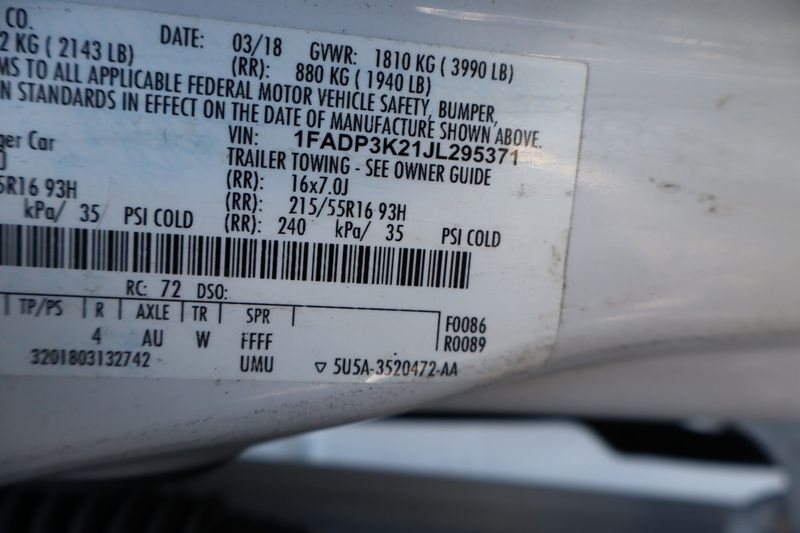 CO.
DATE: 03/18 GVWR: 1810 KG ( 3990 LB)
2 KG ( 2143 LB) (RR): 880 KG ( 1940 LB)
MS TO ALL APPLICABLE FEDERAL MOTOR VEHICLE SAFETY, BUMPER,
N STANDARDS IN EFFECT ON THE DATE OF MANUFACTURE SHOWN ABOVE.
VIN: 1FADP3K21JL295371
ger Car TRAILER TOWING - SEE OWNER GUIDE
(RR): 16x7.0J
5R16 93H (RR): 215/55R16 93H
kPa/ 35 PSI COLD (RR): 240 kPa/ 35 PSI COLD
RC: 72 DSO:
TP/PS R AXLE TR SPR
4 AU W FFFF
F0086
R0089
3201803132742 UMU ▽ 5U5A-3520472-AA